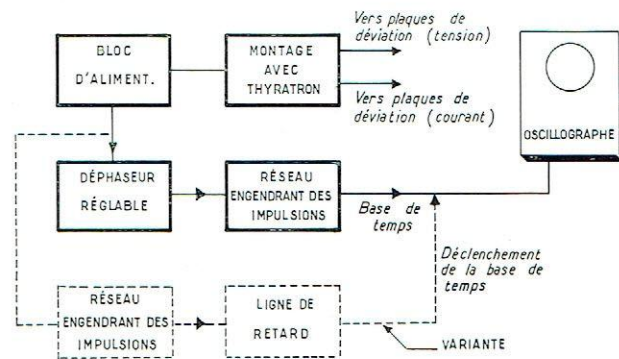 BLOC
D'ALIMENT.
MONTAGE
AVEC
THYRATRON
Vers plaques de
déviation (tension)
Vers plaques de
déviation (courant)
OSCILLOGRAPHE
DÉPHASEUR
RÉGLABLE
RÉSEAU
ENGENDRANT DES
IMPULSIONS
Base de
temps
Déclenchement
de la base de
temps
RÉSEAU
ENGENDRANT DES
IMPULSIONS
LIGNE DE
RETARD
VARIANTE